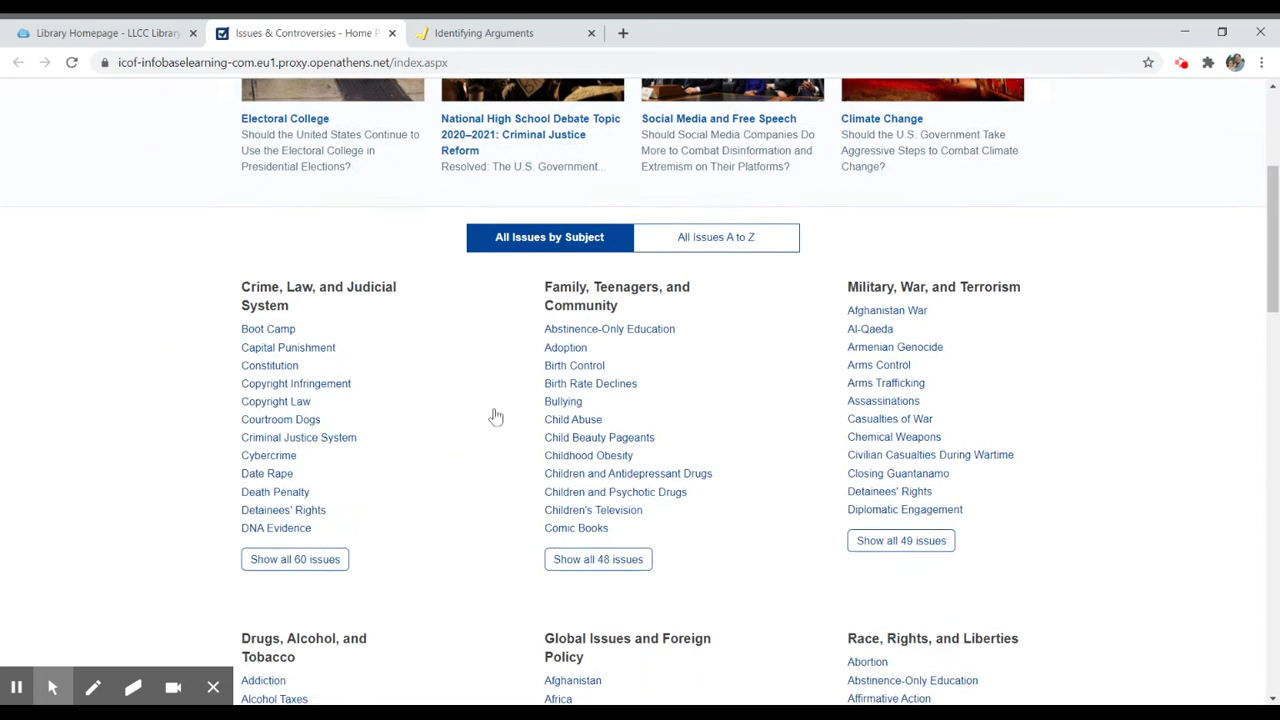 Library Homepage - LLCC Library
Issues & Controversies - Home P
Identifying Arguments
icof-infobaselearning-com.eu1.proxy.openathens.net/index.aspx
Electoral College
Should the United States Continue to
Use the Electoral College in
Presidential Elections?
National High School Debate Topic
2020–2021: Criminal Justice
Reform
Resolved: The U.S. Government...
Social Media and Free Speech
Should Social Media Companies Do
More to Combat Disinformation and
Extremism on Their Platforms?
Climate Change
Should the U.S. Government Take
Aggressive Steps to Combat Climate
Change?
All Issues by Subject
All Issues A to Z
Crime, Law, and Judicial
System
Boot Camp
Capital Punishment
Constitution
Copyright Infringement
Copyright Law
Courtroom Dogs
Criminal Justice System
Cybercrime
Date Rape
Death Penalty
Detainees' Rights
DNA Evidence
Show all 60 issues
Family, Teenagers, and
Community
Abstinence-Only Education
Adoption
Birth Control
Birth Rate Declines
Bullying
Child Abuse
Child Beauty Pageants
Childhood Obesity
Children and Antidepressant Drugs
Children and Psychotic Drugs
Children's Television
Comic Books
Show all 48 issues
Military, War, and Terrorism
Afghanistan War
Al-Qaeda
Armenian Genocide
Arms Control
Arms Trafficking
Assassinations
Casualties of War
Chemical Weapons
Civilian Casualties During Wartime
Closing Guantanamo
Detainees' Rights
Diplomatic Engagement
Show all 49 issues
Drugs, Alcohol, and
Tobacco
Addiction
Alcohol Taxes
Global Issues and Foreign
Policy
Afghanistan
Africa
Race, Rights, and Liberties
Abortion
Abstinence-Only Education
Affirmative Action